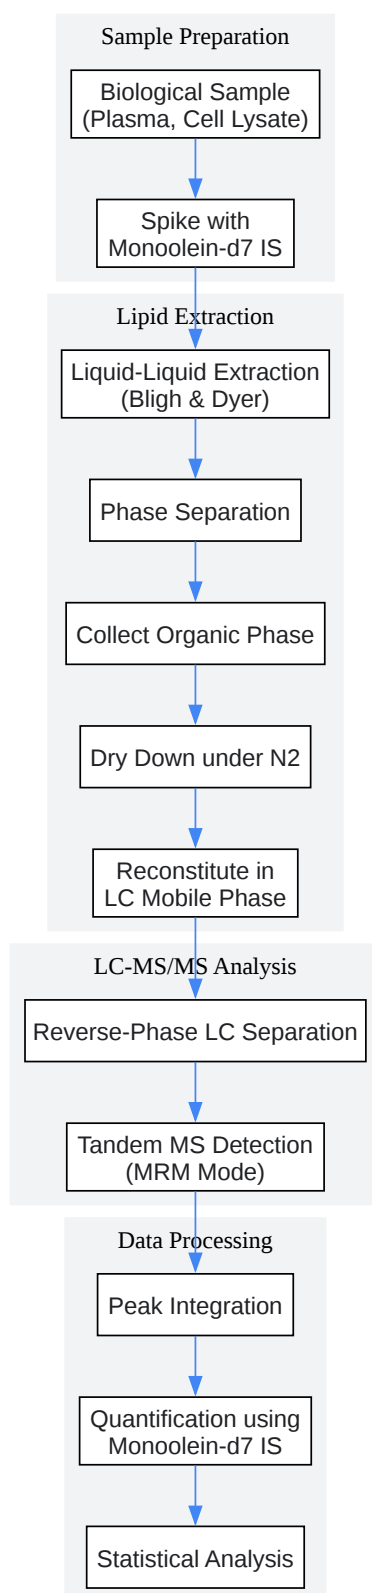 Sample Preparation
Biological Sample
(Plasma, Cell Lysate)
Spike with
Monoolein-d7 IS
Lipid Extraction
Liquid-Liquid Extraction
(Bligh & Dyer)
Phase Separation
Collect Organic Phase
Dry Down under N2
Reconstitute in
LC Mobile Phase
LC-MS/MS Analysis
Reverse-Phase LC Separation
Tandem MS Detection
(MRM Mode)
Data Processing
Peak Integration
Quantification using
Monoolein-d7 IS
Statistical Analysis